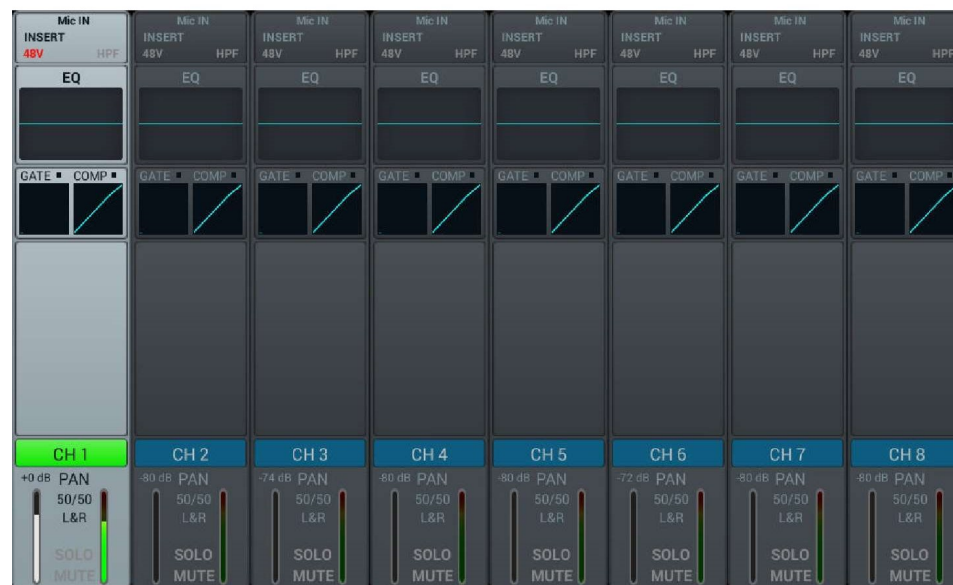 Mic IN Mic IN Mic IN Mic IN Mic IN Mic IN Mic IN Mic IN
INSERT INSERT INSERT INSERT INSERT INSERT INSERT INSERT
48V HPF 48V HPF 48V HPF 48V HPF 48V HPF 48V HPF 48V HPF 48V HPF
EQ EQ EQ EQ EQ EQ EQ EQ
GATE COMP GATE COMP GATE COMP GATE COMP GATE COMP GATE COMP GATE COMP GATE COMP
CH 1 CH 2 CH 3 CH 4 CH 5 CH 6 CH 7 CH 8
+0 dB PAN -80 dB PAN -74 dB PAN -80 dB PAN -80 dB PAN -72 dB PAN -80 dB PAN -80 dB PAN
50/50 50/50 50/50 50/50 50/50 50/50 50/50 50/50
L&R L&R L&R L&R L&R L&R L&R L&R
SOLO SOLO SOLO SOLO SOLO SOLO SOLO SOLO
MUTE MUTE MUTE MUTE MUTE MUTE MUTE MUTE